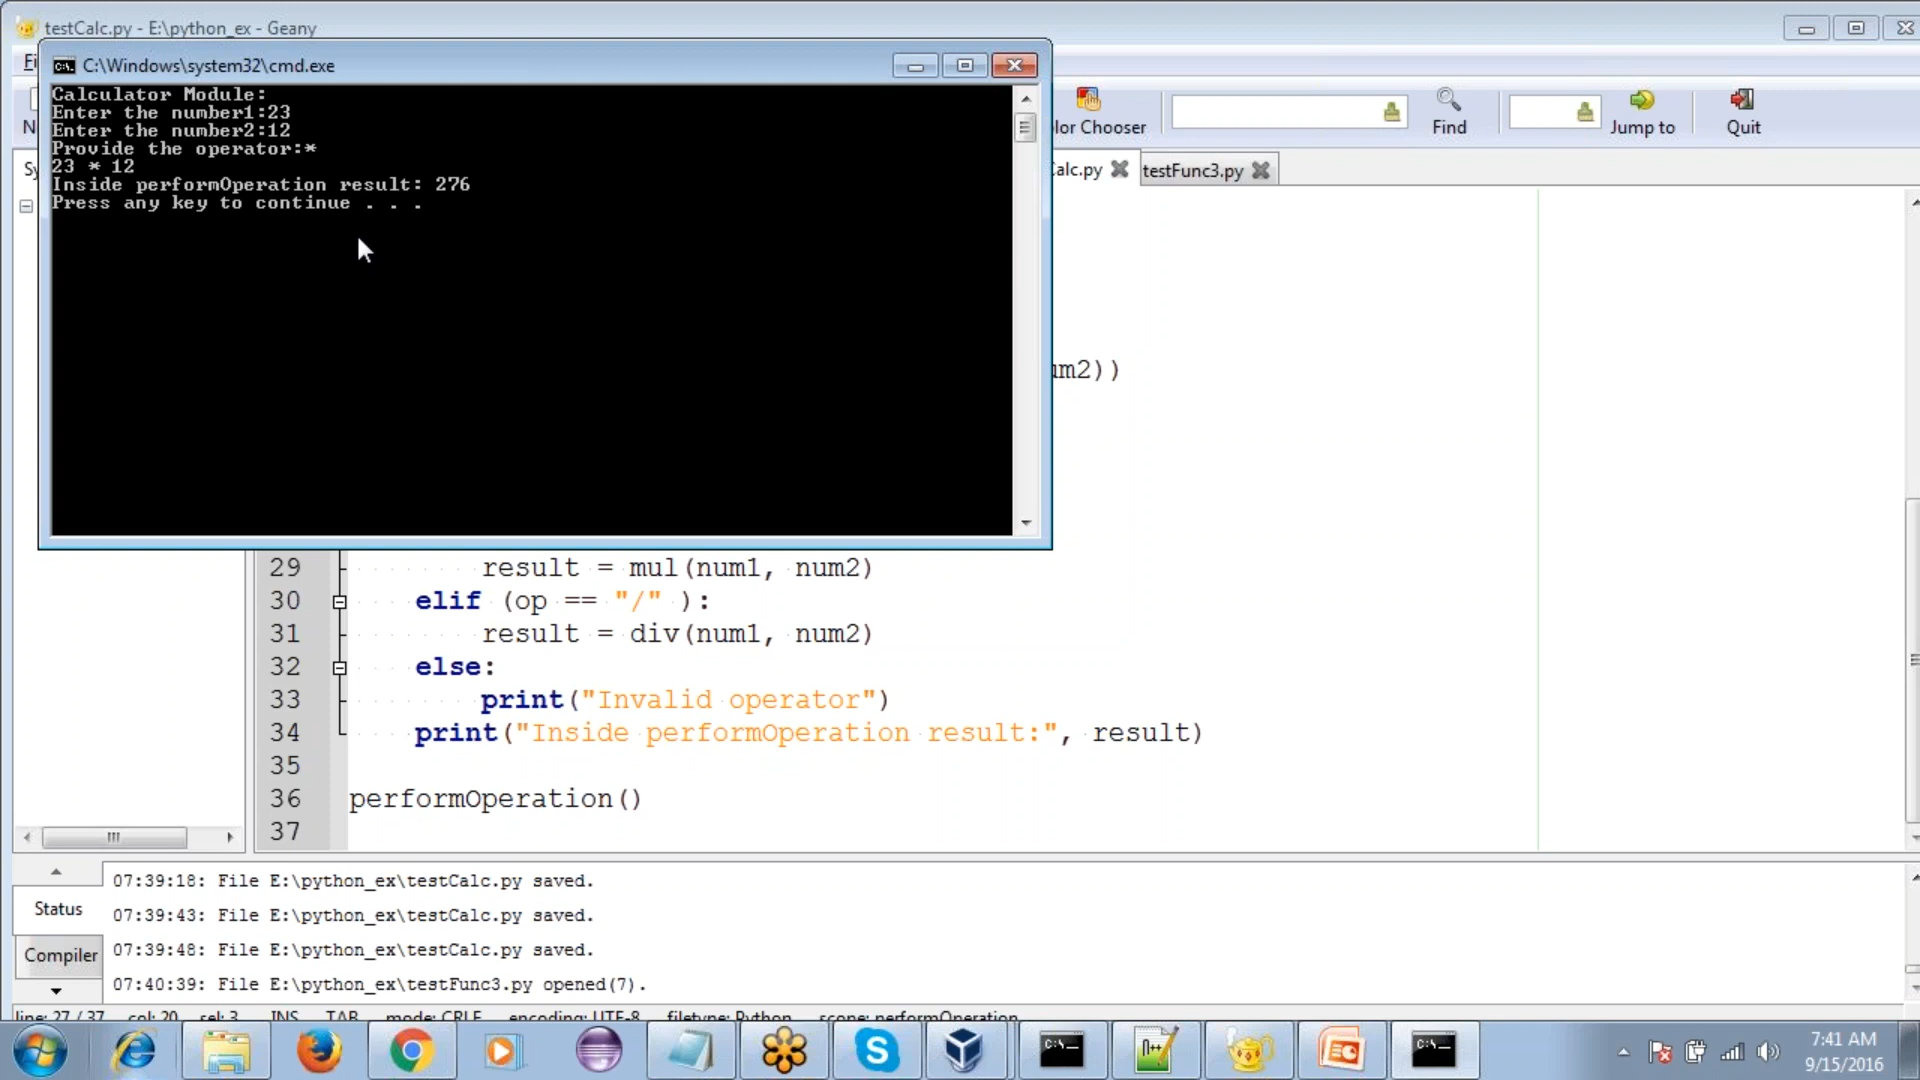 testCalc.py - E:\python_ex - Geany
C:\Windows\system32\cmd.exe
Calculator Module:
Enter the number1:23
Enter the number2:12
Provide the operator:*
23 * 12
Inside performOperation result: 276
Press any key to continue . . .
lor Chooser
Find
Jump to
Quit
alc.py
testFunc3.py
um2))
29 result = mul(num1, num2)
30 elif (op == "/" ):
31 result = div(num1, num2)
32 else:
33 print("Invalid operator")
34 print("Inside performOperation result:", result)
35
36 performOperation()
37
Status
Compiler
07:39:18: File E:\python_ex\testCalc.py saved.
07:39:43: File E:\python_ex\testCalc.py saved.
07:39:48: File E:\python_ex\testCalc.py saved.
07:40:39: File E:\python_ex\testFunc3.py opened(7).
line: 27 / 37 col: 20 sel: 3 INS TAB mode: CRLF encoding: UTF-8 filetype: Python scope: performOperation
7:41 AM
9/15/2016